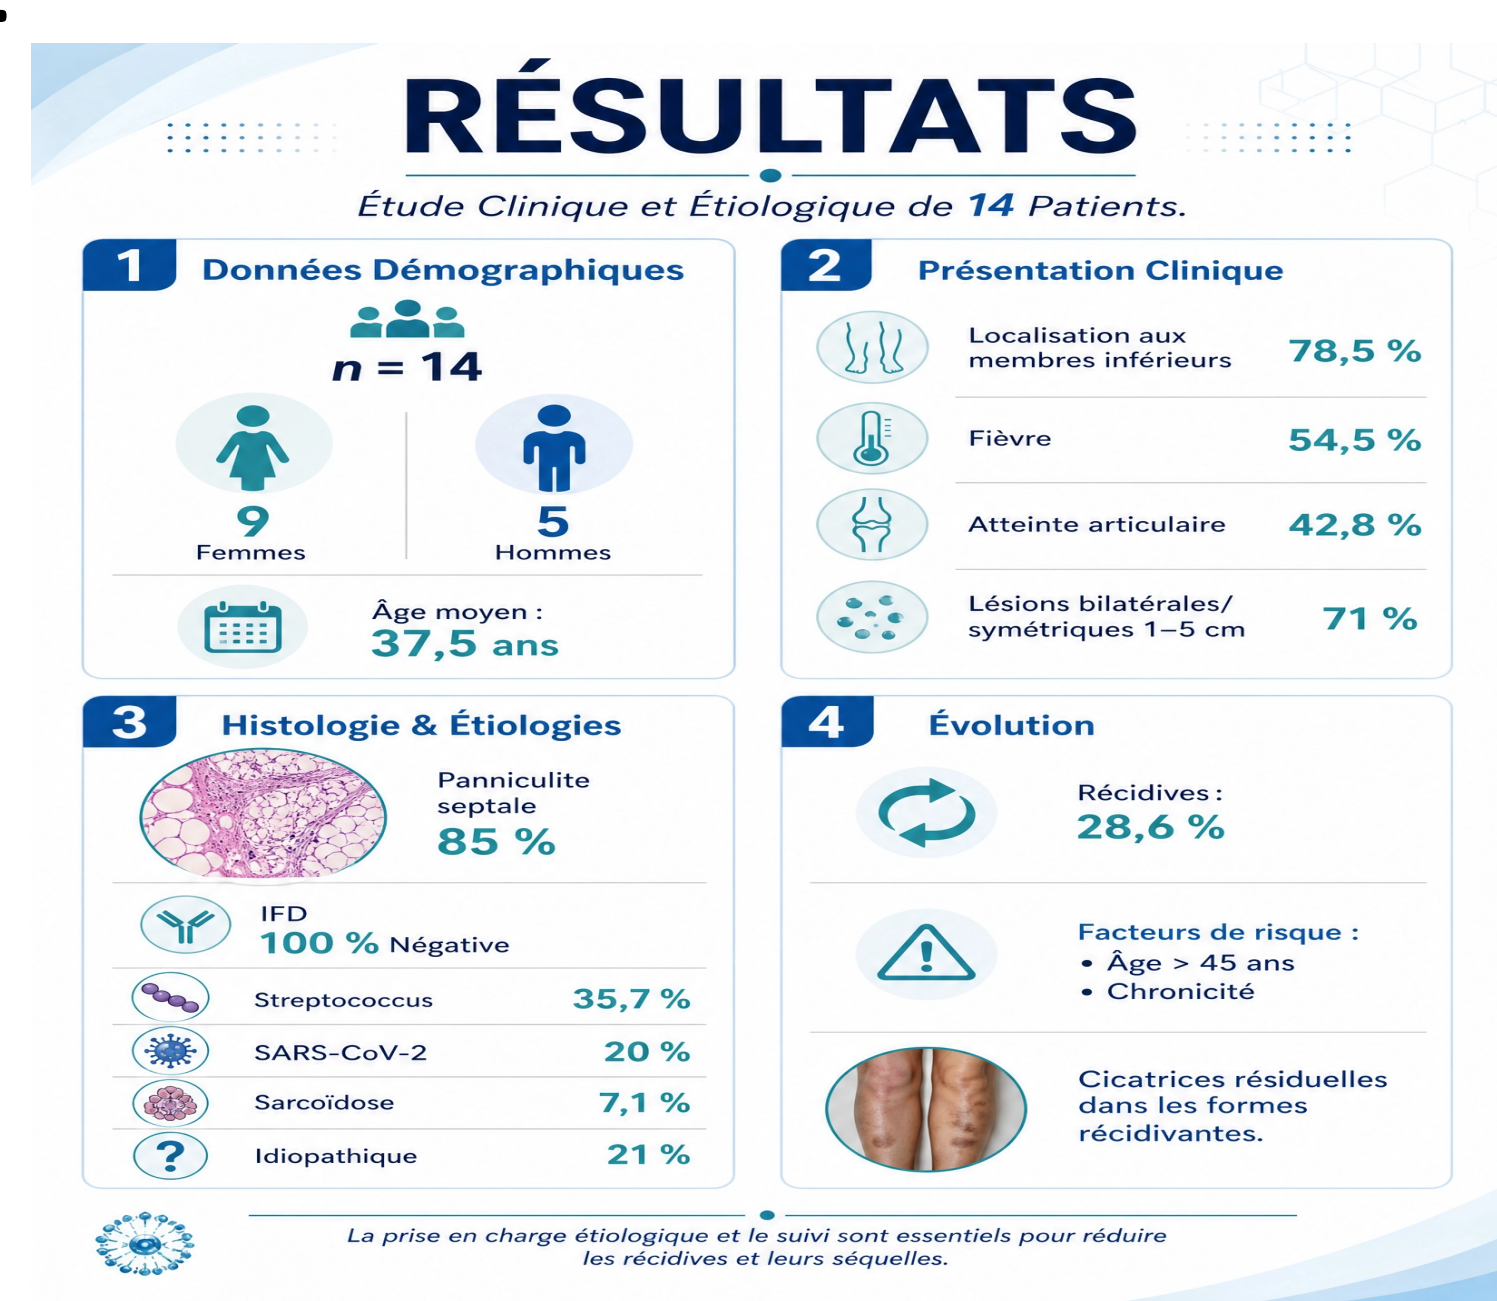 RÉSULTATS
Étude Clinique et Étiologique de 14 Patients.
1 Données Démographiques
n = 14
9
Femmes
5
Hommes
Âge moyen :
37,5 ans
2 Présentation Clinique
Localisation aux
membres inférieurs
78,5 %
Fièvre
54,5 %
Atteinte articulaire
42,8 %
Lésions bilatérales/
symétriques 1–5 cm
71 %
3 Histologie & Étiologies
Panniculite
septale
85 %
IFD
100 % Négative
Streptococcus 35,7 %
SARS-CoV-2 20 %
Sarcoïdose 7,1 %
? Idiopathique 21 %
4 Évolution
Récidives :
28,6 %
Facteurs de risque :
• Âge > 45 ans
• Chronicité
Cicatrices résiduelles
dans les formes
récidivantes.
La prise en charge étiologique et le suivi sont essentiels pour réduire
les récidives et leurs séquelles.